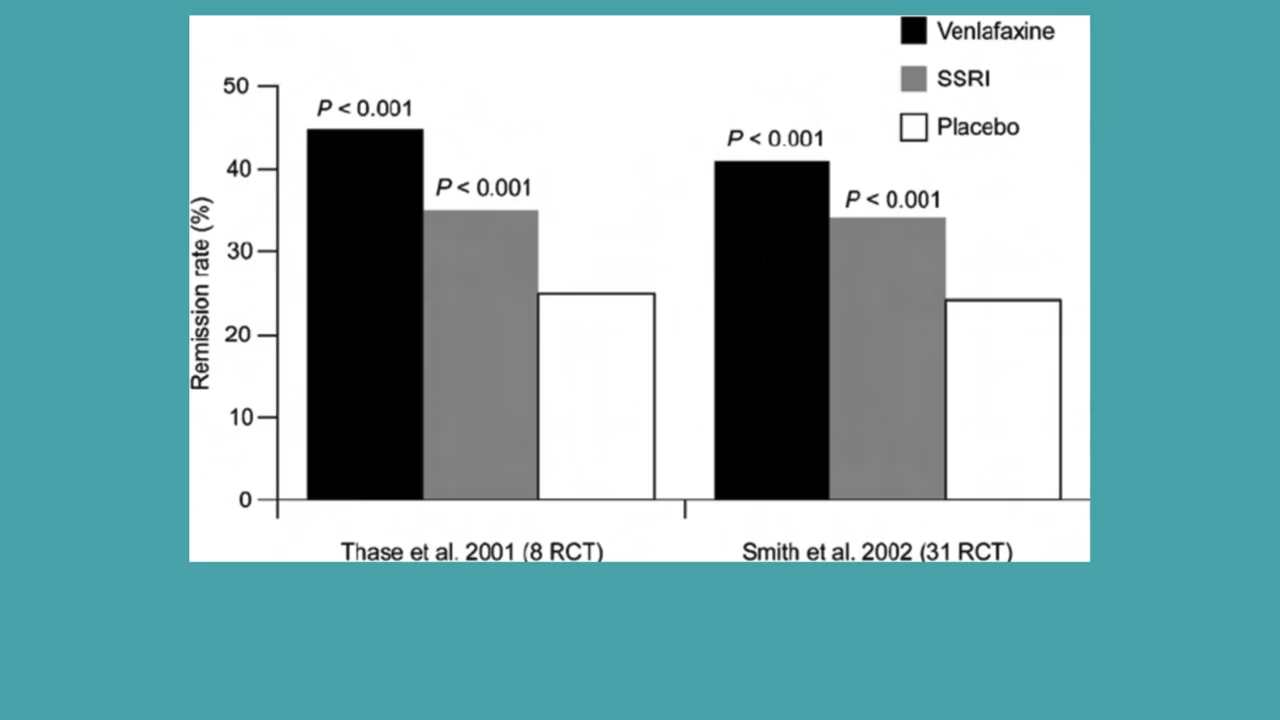 Venlafaxine
SSRI
Placebo
50
40
30
20
10
0
Remission rate (%)
P < 0.001
P < 0.001
P < 0.001
P < 0.001
Thase et al. 2001 (8 RCT)
Smith et al. 2002 (31 RCT)